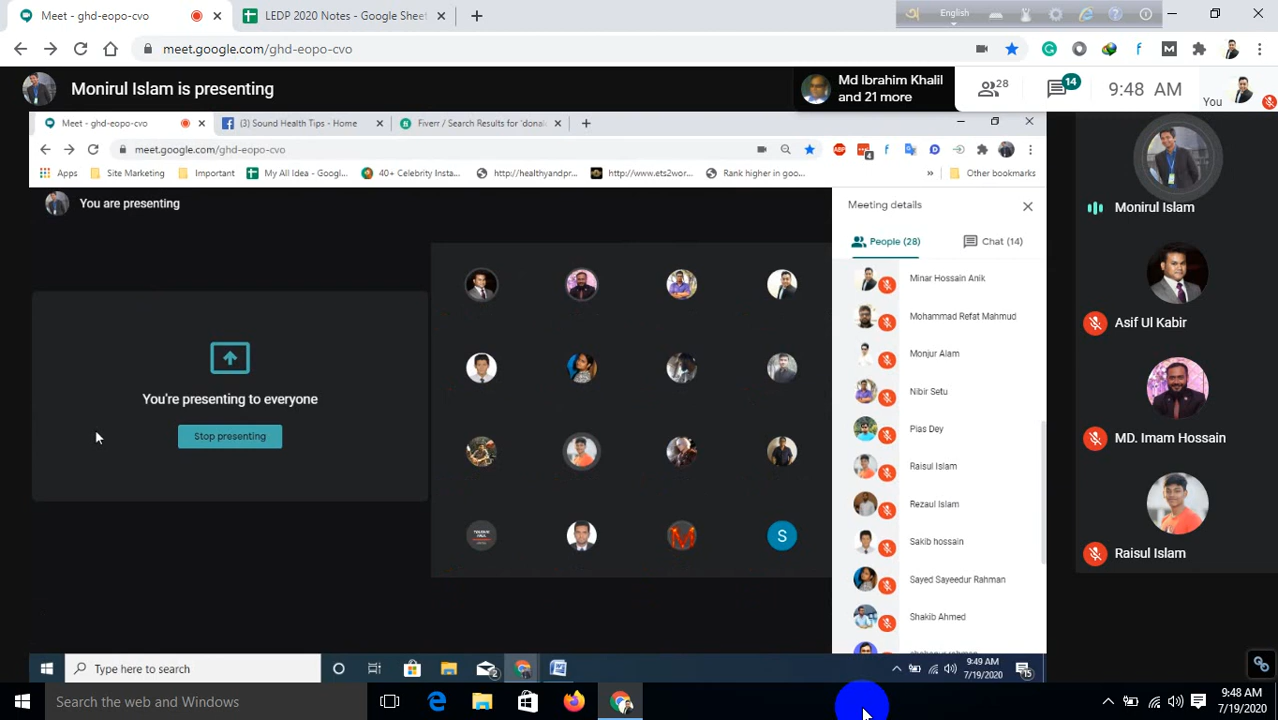 Meet - ghd-eopo-cvo
LEDP 2020 Notes - Google Sheet
English
meet.google.com/ghd-eopo-cvo
Monirul Islam is presenting
Md Ibrahim Khalil
and 21 more
28
14
9:48 AM
You
Meet - ghd-eopo-cvo
(3) Sound Health Tips - Home
Fiverr / Search Results for 'dona
meet.google.com/ghd-eopo-cvo
ABP
4
Apps
Site Marketing
Important
My All Idea - Googl...
40+ Celebrity Insta...
http://healthyandpr...
http://www.ets2wor...
Rank higher in goo...
Other bookmarks
You are presenting
Meeting details
People (28)
Chat (14)
You're presenting to everyone
Stop presenting
M
S
Minar Hossain Anik
Mohammad Refat Mahmud
Monjur Alam
Nibir Setu
Pias Dey
Raisul Islam
Rezaul Islam
Sakib hossain
Sayed Sayeedur Rahman
Shakib Ahmed
Monirul Islam
Asif Ul Kabir
MD. Imam Hossain
Raisul Islam
Type here to search
2
9:49 AM
7/19/2020
15
Search the web and Windows
9:48 AM
7/19/2020